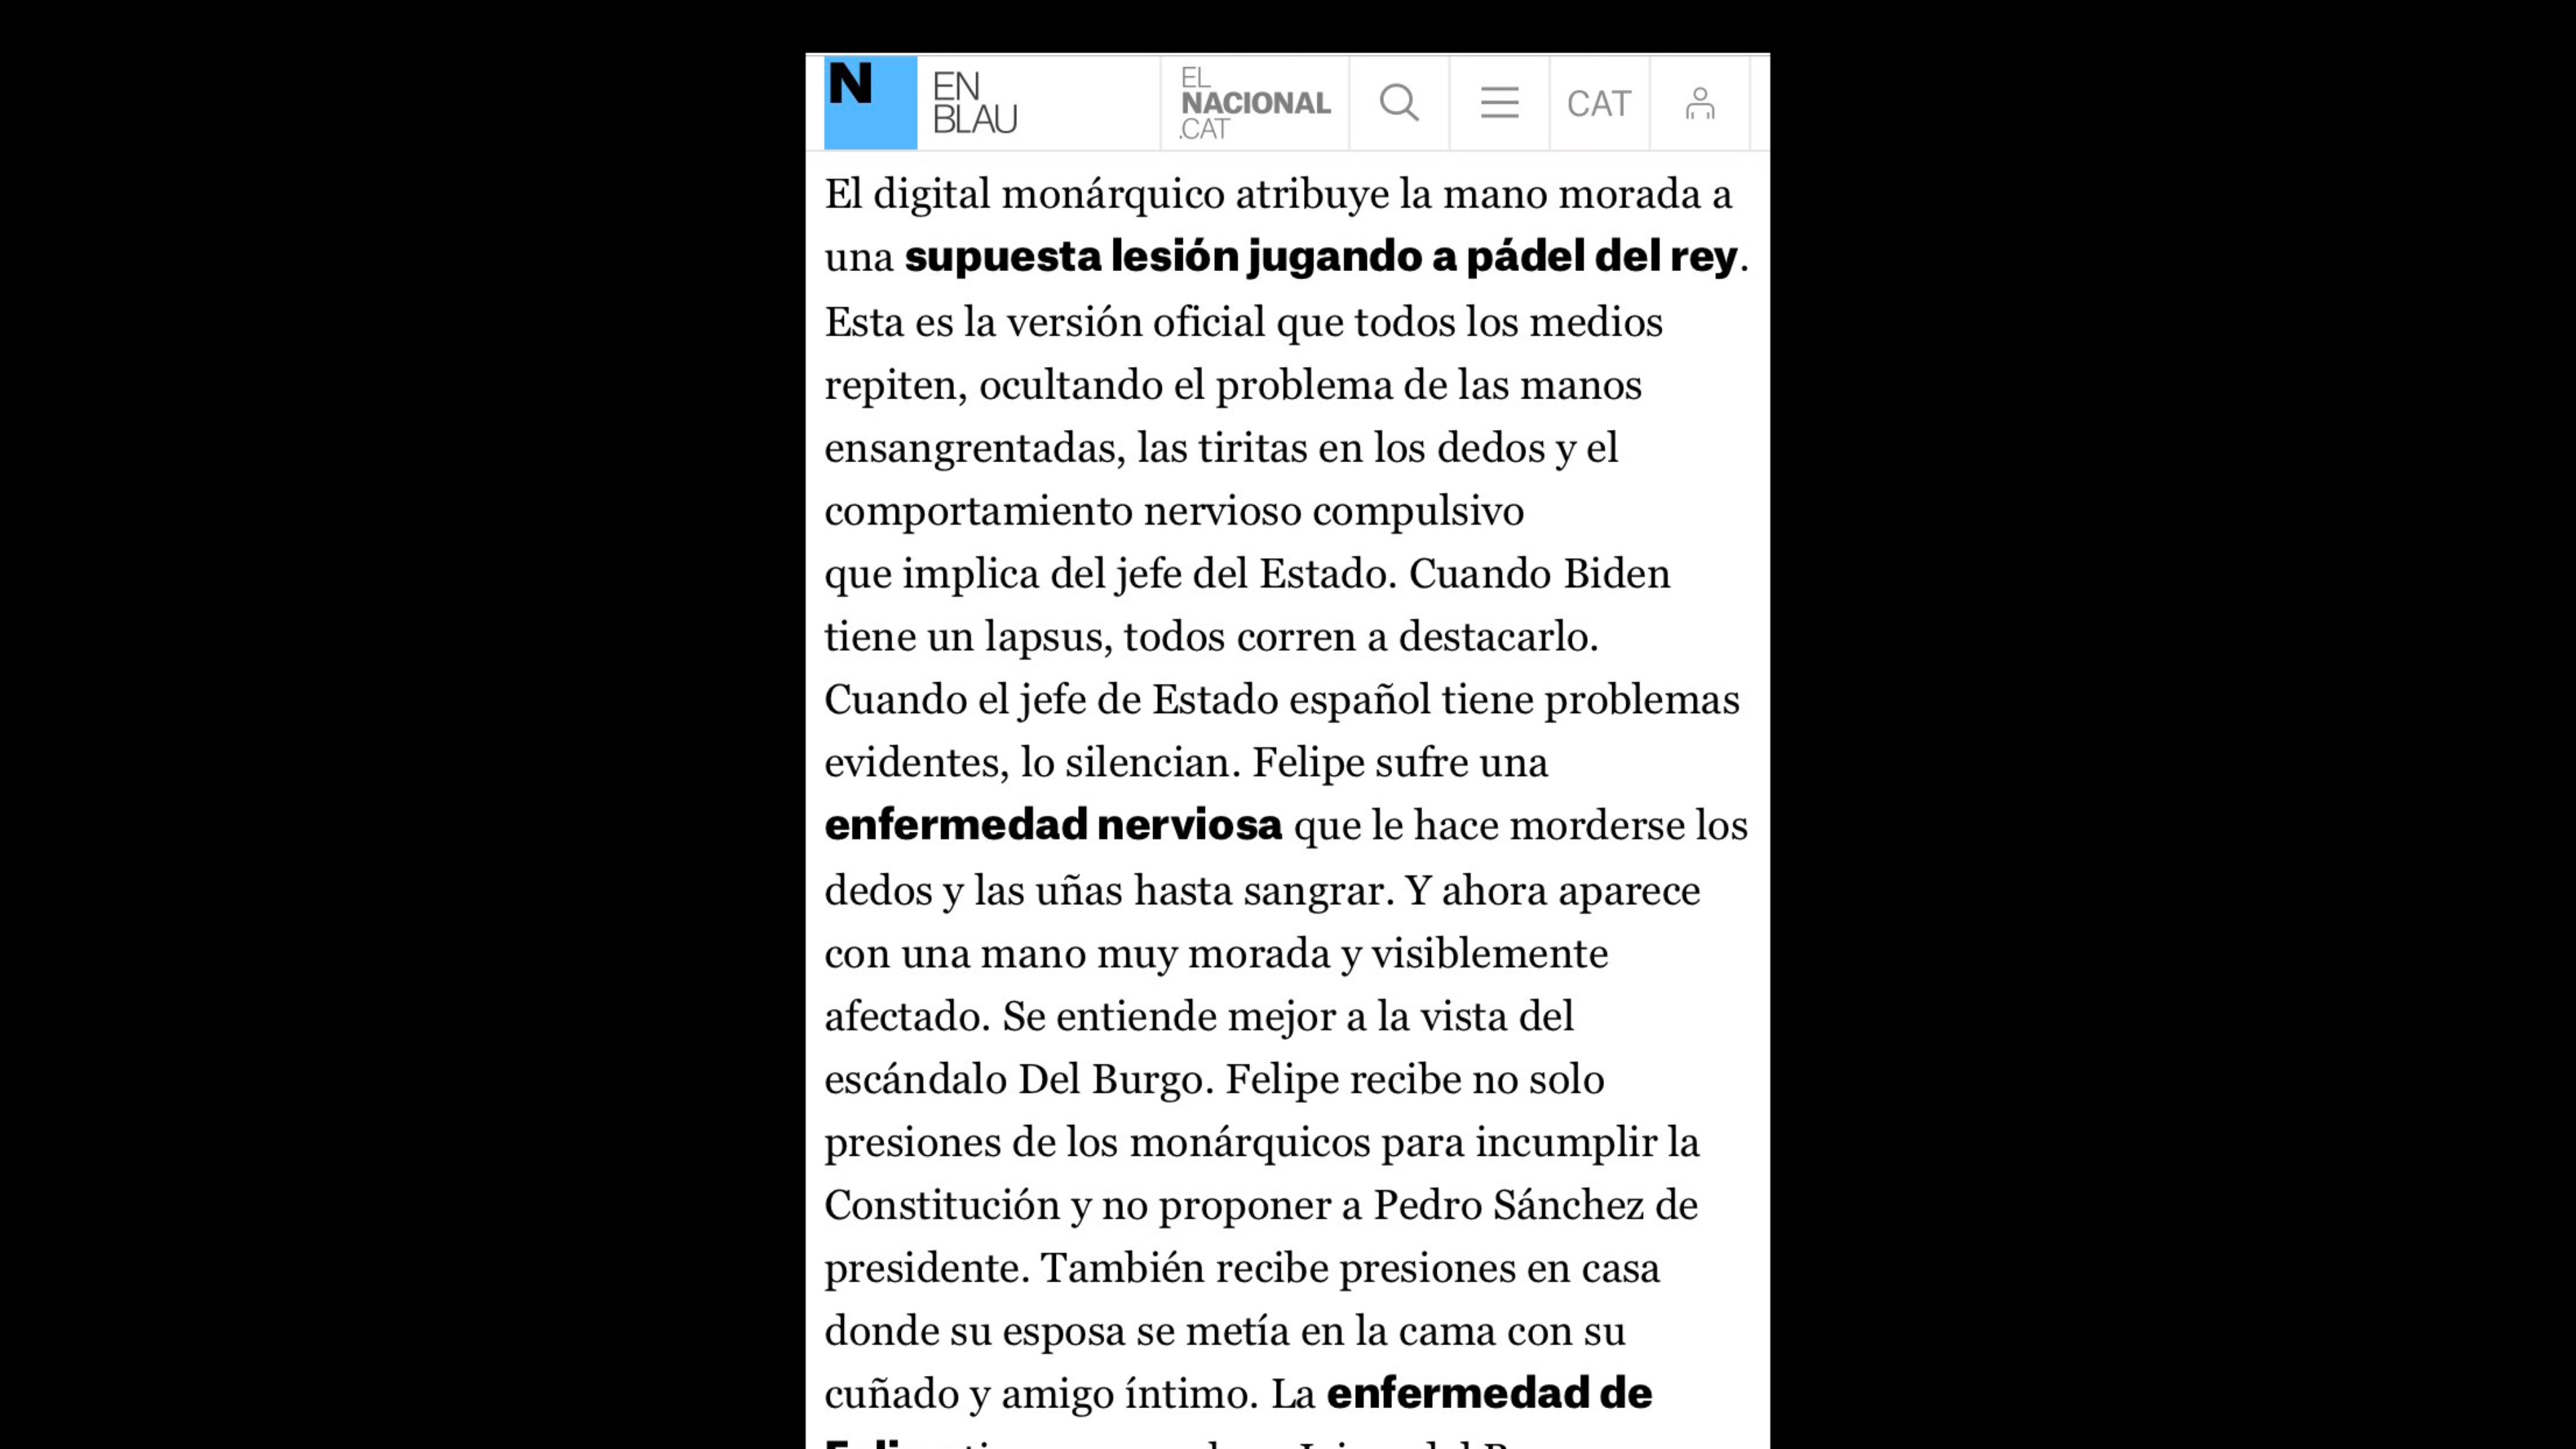 N
EN
BLAU
EL
NACIONAL
.CAT
CAT
El digital monárquico atribuye la mano morada a
una supuesta lesión jugando a pádel del rey.
Esta es la versión oficial que todos los medios
repiten, ocultando el problema de las manos
ensangrentadas, las tiritas en los dedos y el
comportamiento nervioso compulsivo
que implica del jefe del Estado. Cuando Biden
tiene un lapsus, todos corren a destacarlo.
Cuando el jefe de Estado español tiene problemas
evidentes, lo silencian. Felipe sufre una
enfermedad nerviosa que le hace morderse los
dedos y las uñas hasta sangrar. Y ahora aparece
con una mano muy morada y visiblemente
afectado. Se entiende mejor a la vista del
escándalo Del Burgo. Felipe recibe no solo
presiones de los monárquicos para incumplir la
Constitución y no proponer a Pedro Sánchez de
presidente. También recibe presiones en casa
donde su esposa se metía en la cama con su
cuñado y amigo íntimo. La enfermedad de